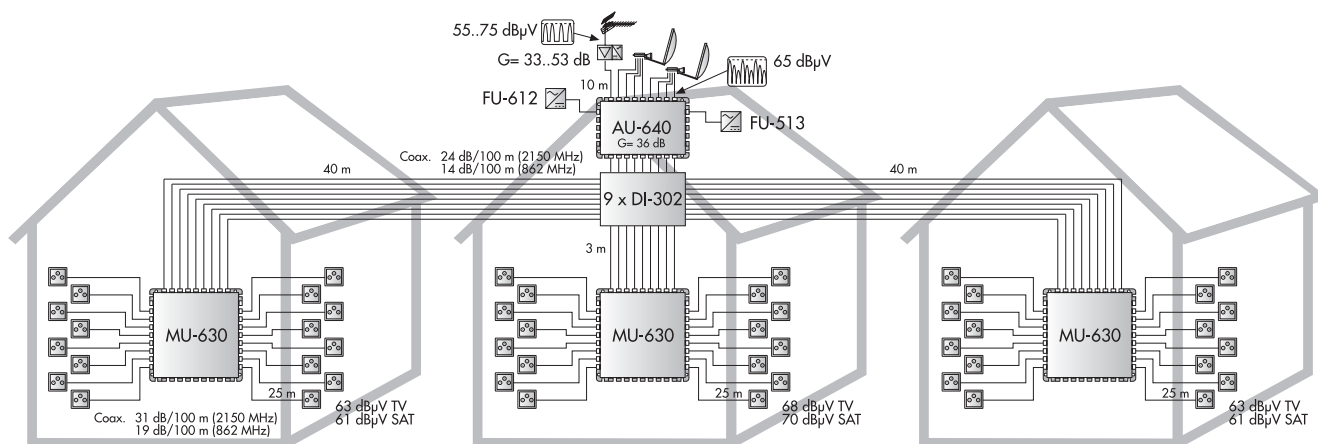 55..75 dBµV
G= 33..53 dB
65 dBµV
10 m
FU-612
AU-640
G= 36 dB
FU-513
Coax. 24 dB/100 m (2150 MHz)
14 dB/100 m (862 MHz)
40 m
40 m
9 x DI-302
3 m
MU-630
MU-630
MU-630
25 m
25 m
25 m
63 dBµV TV
61 dBµV SAT
68 dBµV TV
70 dBµV SAT
63 dBµV TV
61 dBµV SAT
Coax. 31 dB/100 m (2150 MHz)
19 dB/100 m (862 MHz)